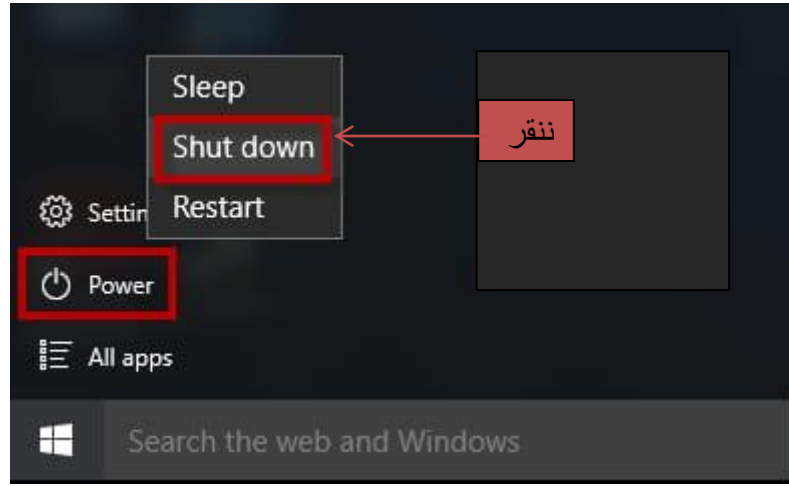 Sleep
Shut down
ننقر
Restart
Power
All apps
Search the web and Windows